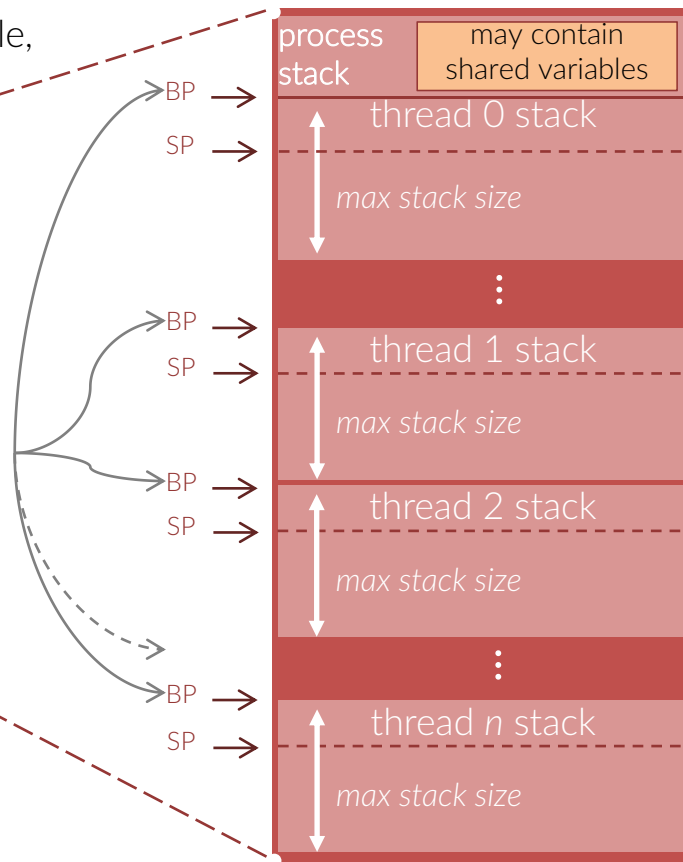 le,
process
stack
may contain
shared variables
BP
thread 0 stack
SP
max stack size
⋮
BP
thread 1 stack
SP
max stack size
BP
thread 2 stack
SP
max stack size
⋮
BP
thread n stack
SP
max stack size